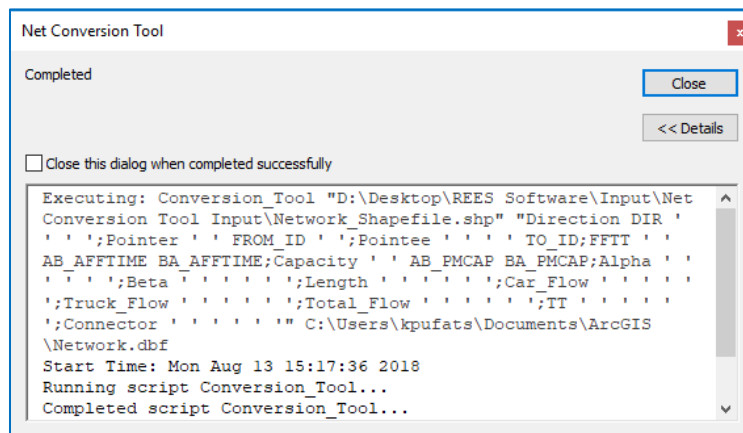 Net Conversion Tool
x
Completed
Close
<< Details
Close this dialog when completed successfully
Executing: Conversion_Tool "D:\Desktop\REES Software\Input\Net
Conversion Tool Input\Network_Shapefile.shp" "Direction DIR '
' ' ' ';Pointer ' ' FROM_ID ' ';Pointee ' ' ' ' TO_ID;FFTT ' '
AB_AFFTIME BA_AFFTIME;Capacity ' ' AB_PMCAP BA_PMCAP;Alpha ' '
' ' ' ';Beta ' ' ' ' ' ';Length ' ' ' ' ' ';Car_Flow ' ' ' ' '
';Truck_Flow ' ' ' ' ' ';Total_Flow ' ' ' ' ' ';TT ' ' ' ' '
';Connector ' ' ' ' ' '" C:\Users\kpufats\Documents\ArcGIS
\Network.dbf
Start Time: Mon Aug 13 15:17:36 2018
Running script Conversion_Tool...
Completed script Conversion_Tool...